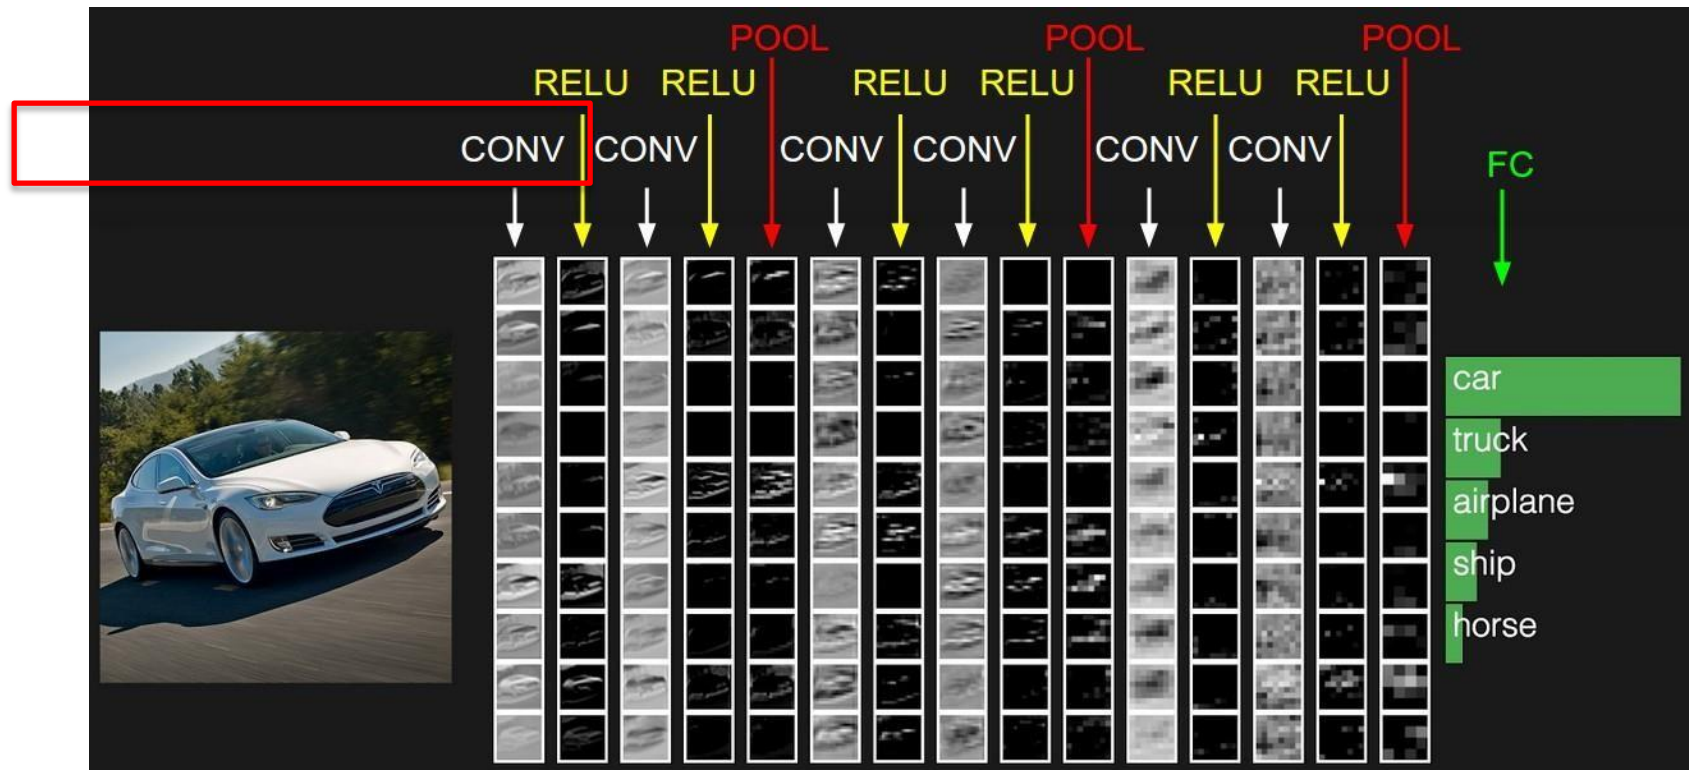 POOL POOL POOL
RELU RELU RELU RELU RELU RELU
CONV CONV CONV CONV CONV CONV
FC
car
truck
airplane
ship
horse